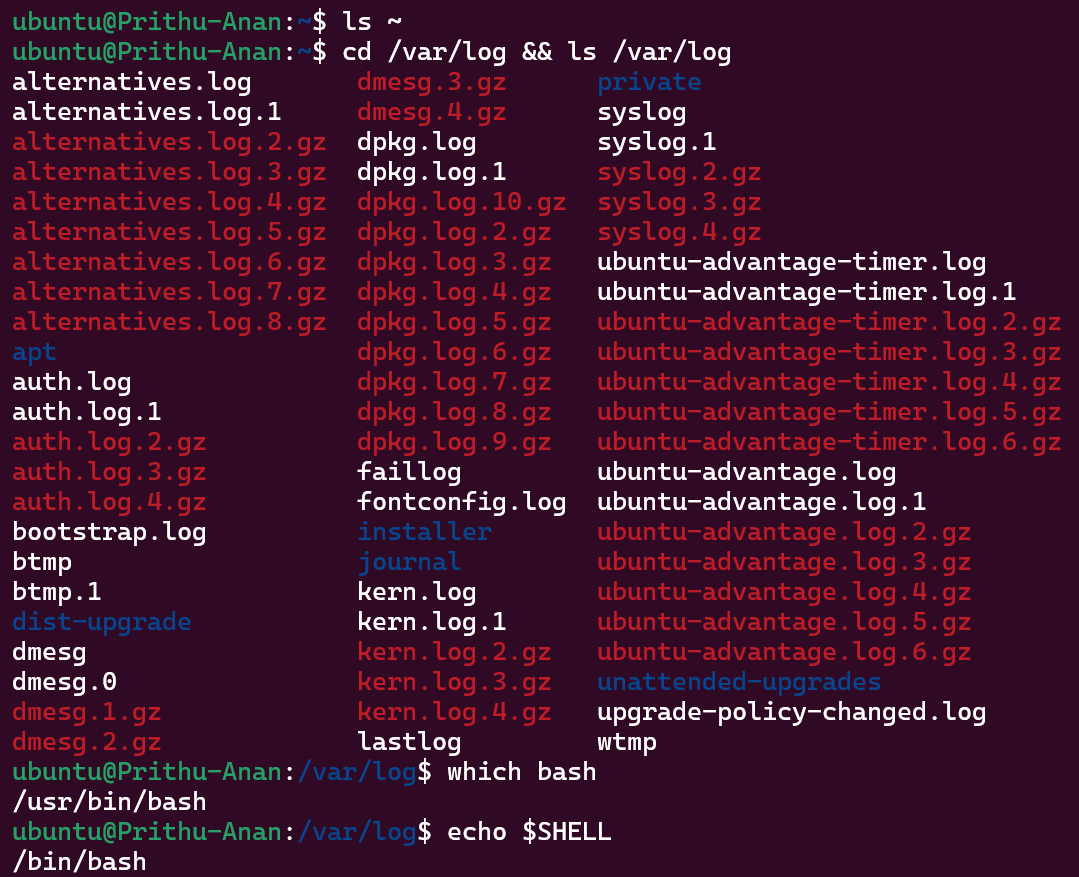 ubuntu@Prithu-Anan:~$ ls ~
ubuntu@Prithu-Anan:~$ cd /var/log && ls /var/log
alternatives.log       dmesg.3.gz      private
alternatives.log.1     dmesg.4.gz      syslog
alternatives.log.2.gz  dpkg.log        syslog.1
alternatives.log.3.gz  dpkg.log.1      syslog.2.gz
alternatives.log.4.gz  dpkg.log.10.gz  syslog.3.gz
alternatives.log.5.gz  dpkg.log.2.gz   syslog.4.gz
alternatives.log.6.gz  dpkg.log.3.gz   ubuntu-advantage-timer.log
alternatives.log.7.gz  dpkg.log.4.gz   ubuntu-advantage-timer.log.1
alternatives.log.8.gz  dpkg.log.5.gz   ubuntu-advantage-timer.log.2.gz
apt                    dpkg.log.6.gz   ubuntu-advantage-timer.log.3.gz
auth.log               dpkg.log.7.gz   ubuntu-advantage-timer.log.4.gz
auth.log.1             dpkg.log.8.gz   ubuntu-advantage-timer.log.5.gz
auth.log.2.gz          dpkg.log.9.gz   ubuntu-advantage-timer.log.6.gz
auth.log.3.gz          faillog         ubuntu-advantage.log
auth.log.4.gz          fontconfig.log  ubuntu-advantage.log.1
bootstrap.log          installer       ubuntu-advantage.log.2.gz
btmp                   journal         ubuntu-advantage.log.3.gz
btmp.1                 kern.log        ubuntu-advantage.log.4.gz
dist-upgrade           kern.log.1      ubuntu-advantage.log.5.gz
dmesg                  kern.log.2.gz   ubuntu-advantage.log.6.gz
dmesg.0                kern.log.3.gz   unattended-upgrades
dmesg.1.gz             kern.log.4.gz   upgrade-policy-changed.log
dmesg.2.gz             lastlog         wtmp
ubuntu@Prithu-Anan:/var/log$ which bash
/usr/bin/bash
ubuntu@Prithu-Anan:/var/log$ echo $SHELL
/bin/bash